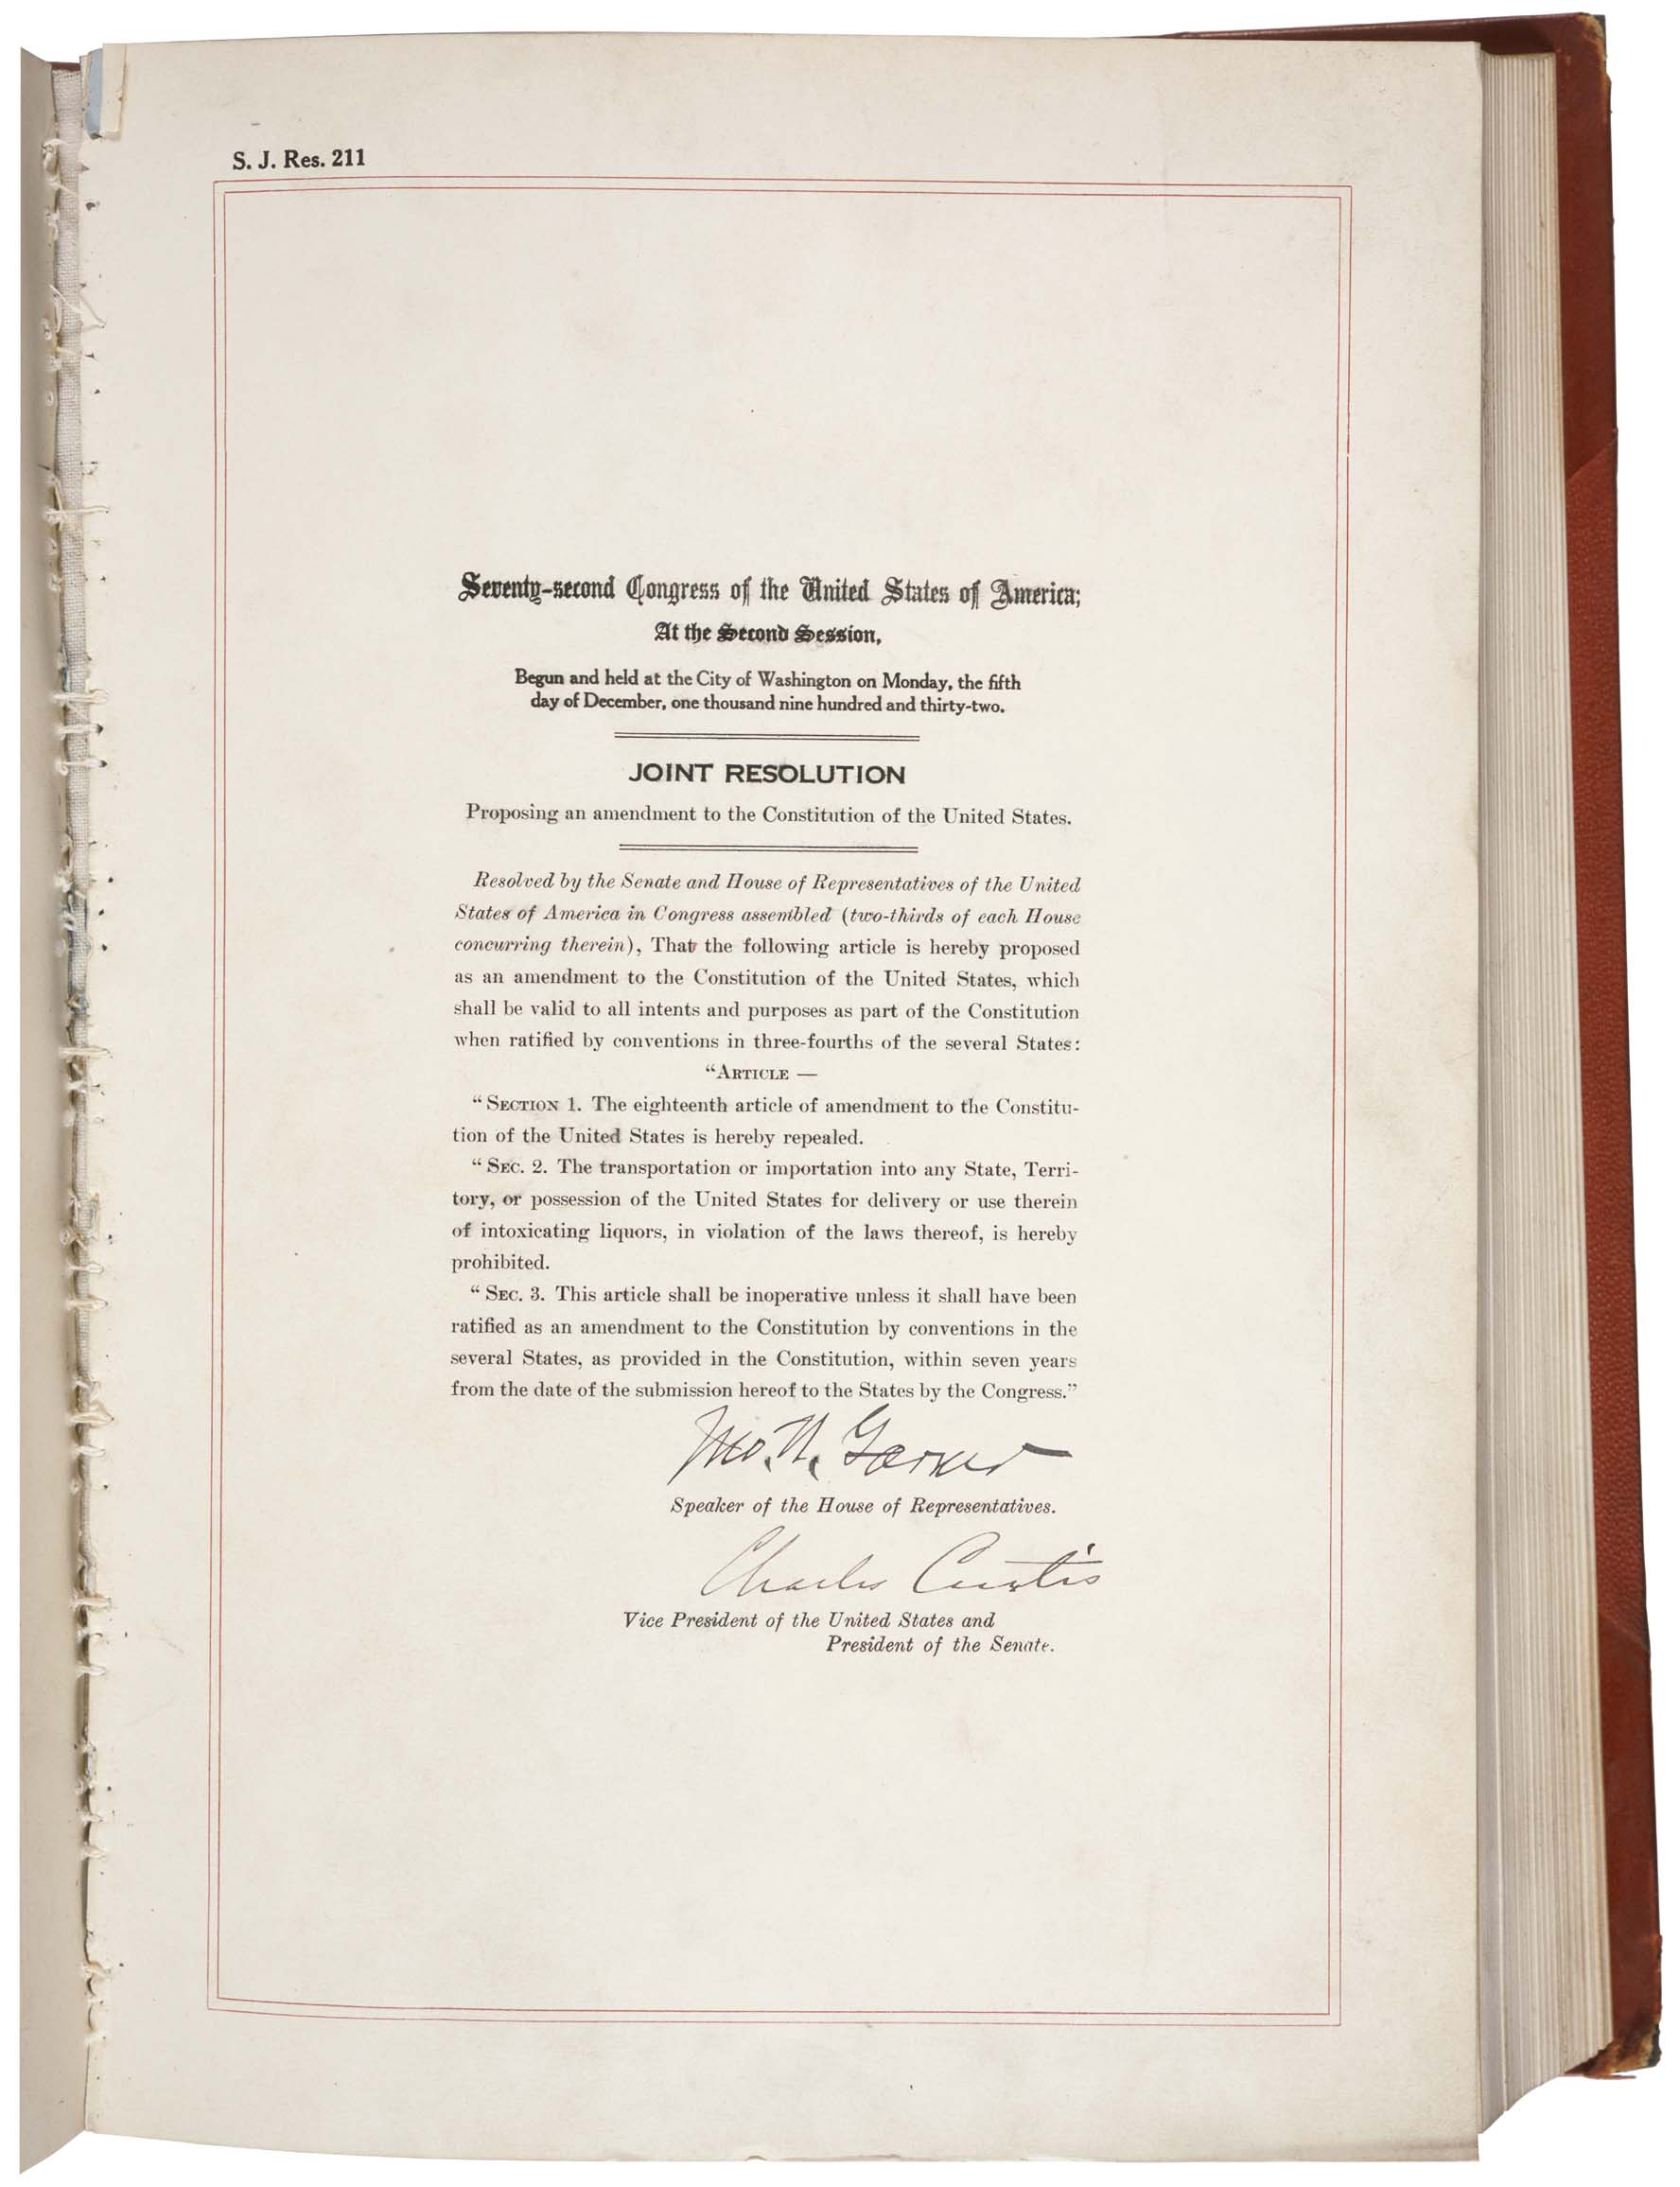 S. J. Res. 211
Seventy-second Congress of the United States of America;
At the Second Session,
Begun and held at the City of Washington on Monday, the fifth
day of December, one thousand nine hundred and thirty-two.
JOINT RESOLUTION
Proposing an amendment to the Constitution of the United States.
Resolved by the Senate and House of Representatives of the United
States of America in Congress assembled (two-thirds of each House
concurring therein), That the following article is hereby proposed
as an amendment to the Constitution of the United States, which
shall be valid to all intents and purposes as part of the Constitution
when ratified by conventions in three-fourths of the several States:
“ARTICLE —
“SECTION 1. The eighteenth article of amendment to the Constitu-
tion of the United States is hereby repealed.
“SEC. 2. The transportation or importation into any State, Terri-
tory, or possession of the United States for delivery or use therein
of intoxicating liquors, in violation of the laws thereof, is hereby
prohibited.
“SEC. 3. This article shall be inoperative unless it shall have been
ratified as an amendment to the Constitution by conventions in the
several States, as provided in the Constitution, within seven years
from the date of the submission hereof to the States by the Congress.”
Jno. N. Garner
Speaker of the House of Representatives.
Charles Curtis
Vice President of the United States and
President of the Senate.